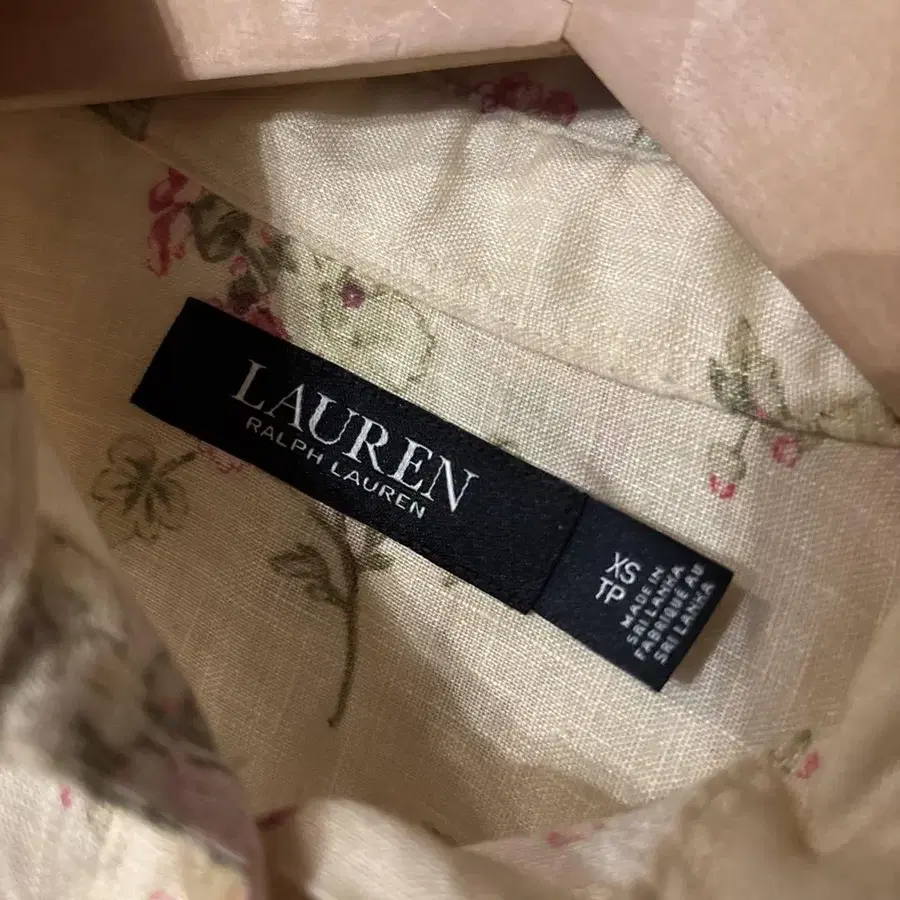 LAUREN
RALPH LAUREN
XS
TP
MADE IN
SRI LANKA
FABRIQUÉ AU
SRI LANKA